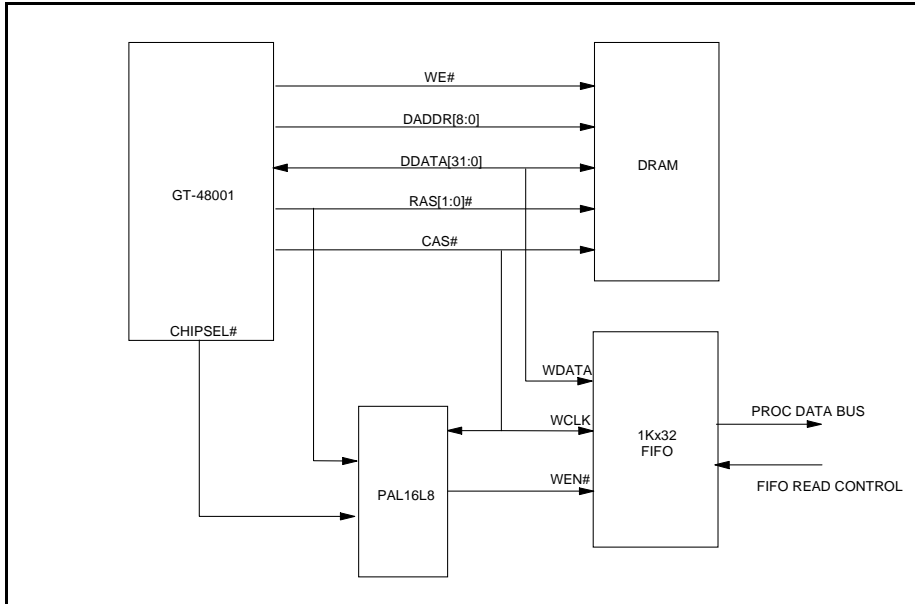 WE#
DADDR[8:0]
DDATA[31:0]
DRAM
GT-48001
RAS[1:0]#
CAS#
CHIPSEL#
WDATA
PROC DATA BUS
WCLK
1Kx32
FIFO
WEN#
FIFO READ CONTROL
PAL16L8